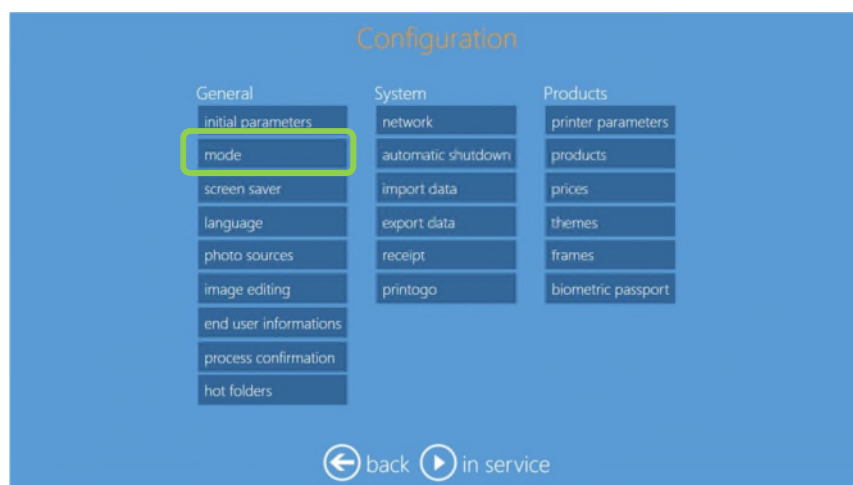 Configuration
General
initial parameters
mode
screen saver
language
photo sources
image editing
end user informations
process confirmation
hot folders
System
network
automatic shutdown
import data
export data
receipt
printogo
Products
printer parameters
products
prices
themes
frames
biometric passport
back in service